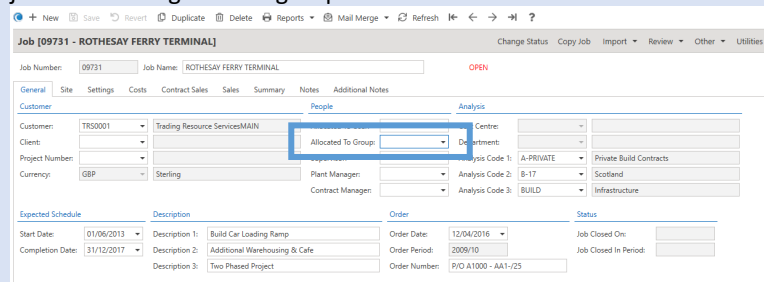 + New Save Revert Duplicate Delete Reports Mail Merge Refresh ?
Job [09731 - ROTHESAY FERRY TERMINAL] Change Status Copy Job Import Review Other Utilities
Job Number: 09731 Job Name: ROTHESAY FERRY TERMINAL OPEN
General Site Settings Costs Contract Sales Sales Summary Notes Additional Notes
Customer People Analysis
Customer: TRS0001 Trading Resource ServicesMAIN Centre:
Client: Allocated To Group: Department:
Project Number: Analysis Code 1: A-PRIVATE Private Build Contracts
Currency: GBP Sterling Plant Manager: Analysis Code 2: B-17 Scotland
Contract Manager: Analysis Code 3: BUILD Infrastructure
Expected Schedule Description Order Status
Start Date: 01/06/2013 Description 1: Build Car Loading Ramp Order Date: 12/04/2016 Job Closed On:
Completion Date: 31/12/2017 Description 2: Additional Warehousing & Cafe Order Period: 2009/10 Job Closed In Period:
Description 3: Two Phased Project Order Number: P/O A1000 - AA1-/25